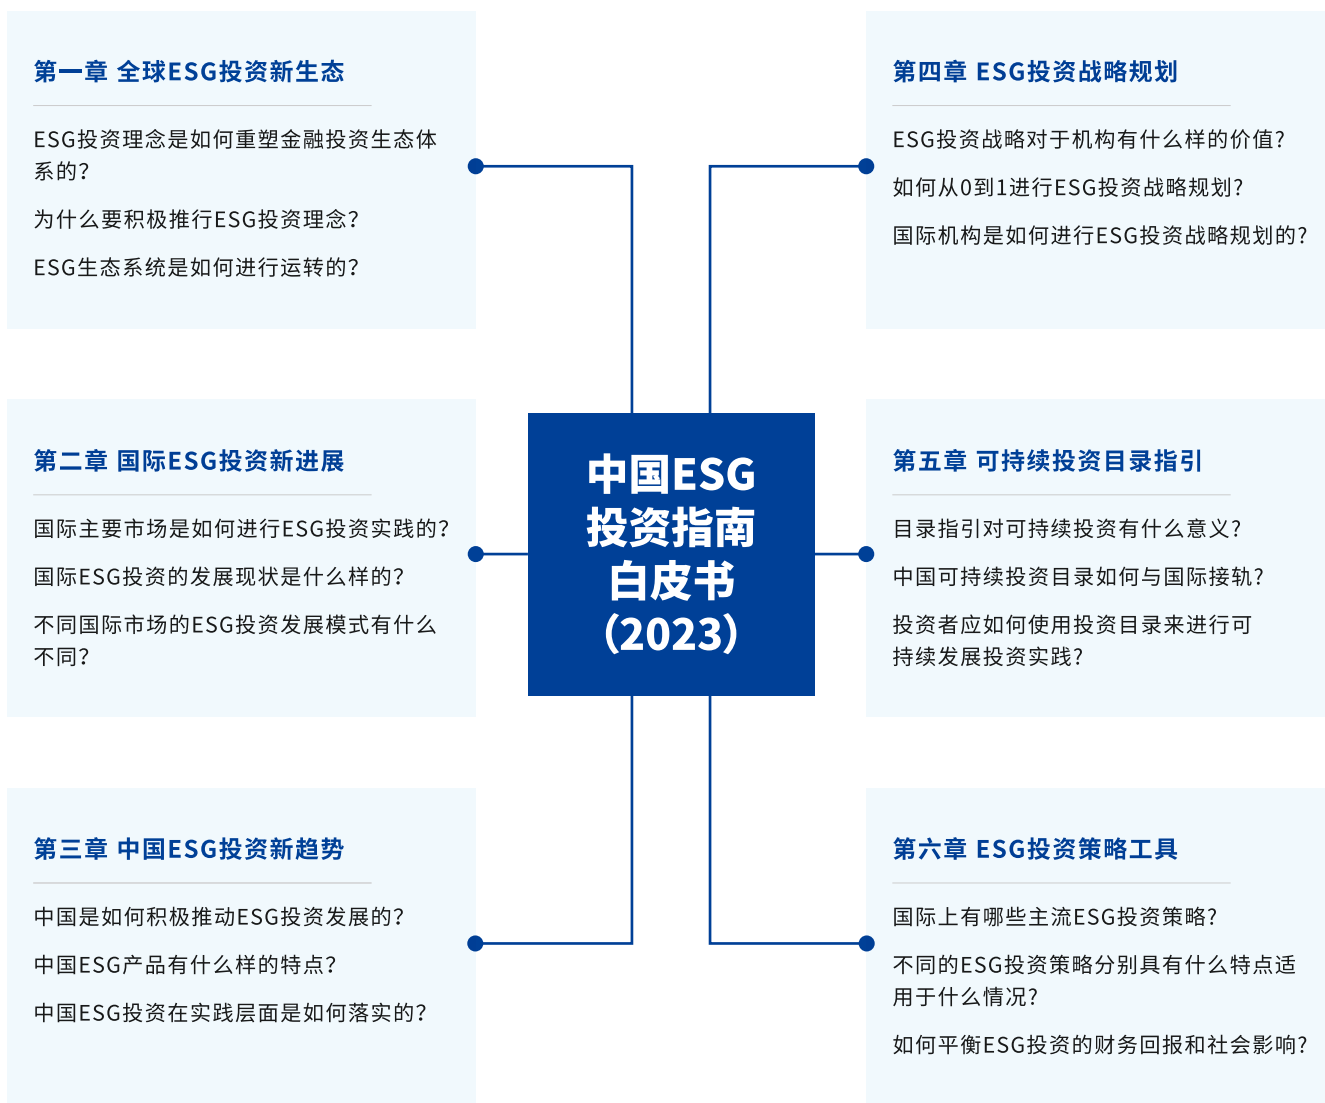 第一章 全球ESG投资新生态
ESG投资理念是如何重塑金融投资生态体
系的？
为什么要积极推行ESG投资理念？
ESG生态系统是如何进行运转的？
第二章 国际ESG投资新进展
国际主要市场是如何进行ESG投资实践的？
国际ESG投资的发展现状是什么样的？
不同国际市场的ESG投资发展模式有什么
不同？
第三章 中国ESG投资新趋势
中国是如何积极推动ESG投资发展的？
中国ESG产品有什么样的特点？
中国ESG投资在实践层面是如何落实的？
中国ESG
投资指南
白皮书
（2023）
第四章 ESG投资战略规划
ESG投资战略对于机构有什么样的价值？
如何从0到1进行ESG投资战略规划？
国际机构是如何进行ESG投资战略规划的？
第五章 可持续投资目录指引
目录指引对可持续投资有什么意义？
中国可持续投资目录如何与国际接轨？
投资者应如何使用投资目录来进行可
持续发展投资实践？
第六章 ESG投资策略工具
国际上有哪些主流ESG投资策略？
不同的ESG投资策略分别具有什么特点适
用于什么情况？
如何平衡ESG投资的财务回报和社会影响？